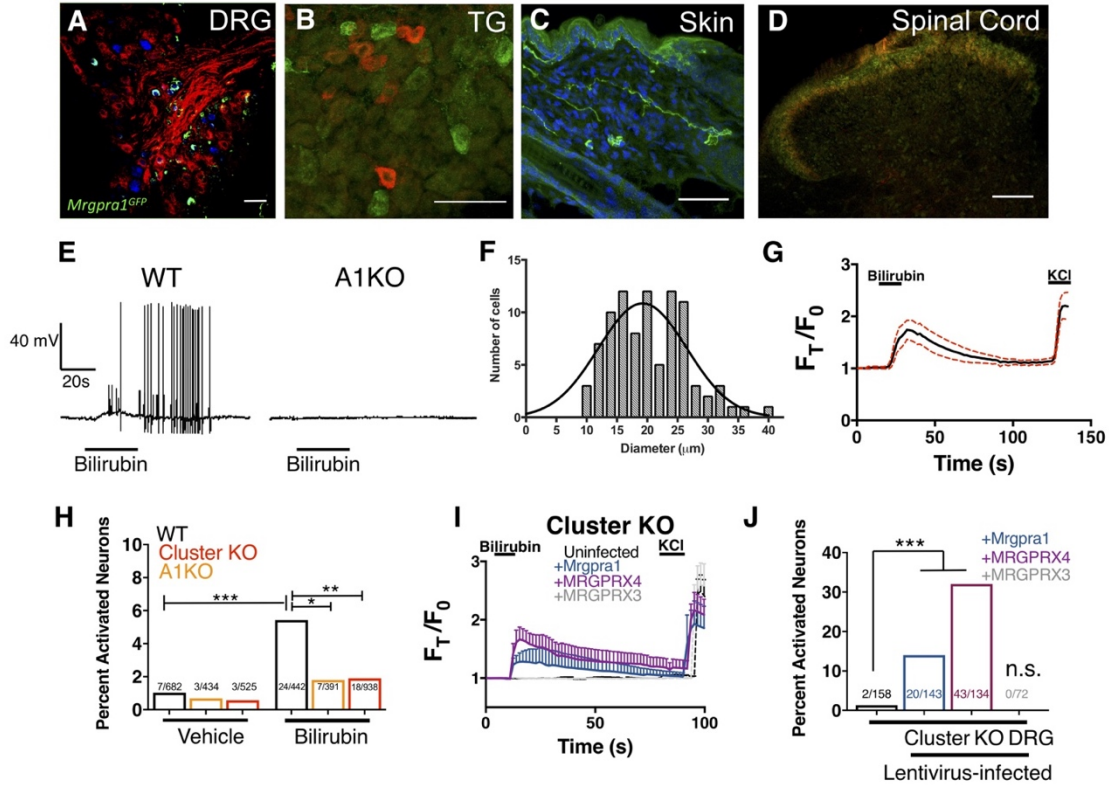 A DRG
Mrgpra1GFP
B TG
C Skin
D Spinal Cord
E
WT A1KO
40 mV
20s
Bilirubin Bilirubin
F
Number of cells
15
10
5
0
0 5 10 15 20 25 30 35 40
Diameter (μm)
G
Bilirubin KCl
FT/F0
3
2
1
0
0 50 100 150
Time (s)
H
WT
Cluster KO
A1KO
Percent Activated Neurons
10
8
6
4
2
0
*** ** *
7/682 3/434 3/525 24/442 7/391 18/938
Vehicle Bilirubin
I
Cluster KO
Bilirubin KCl
Uninfected
+Mrgpra1
+MRGPRX4
+MRGPRX3
FT/F0
3
2
1
0 50 100
Time (s)
J
+Mrgpra1
+MRGPRX4
+MRGPRX3
Percent Activated Neurons
40
30
20
10
0
***
n.s.
2/158 20/143 43/134 0/72
Cluster KO DRG
Lentivirus-infected